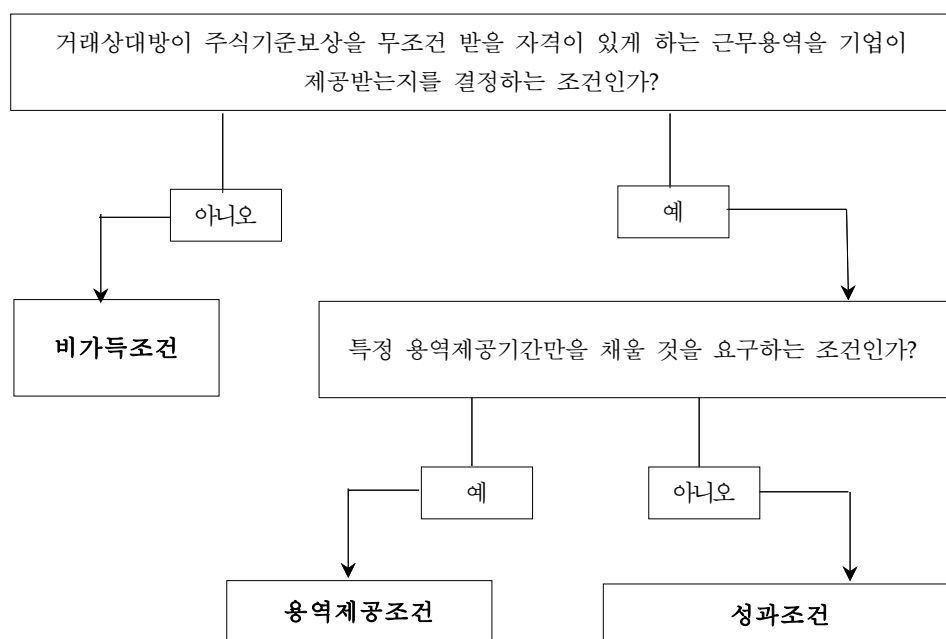 거래상대방이 주식기준보상을 무조건 받을 자격이 있게 하는 근무용역을 기업이
제공받는지를 결정하는 조건인가?
아니오
예
비가득조건
특정 용역제공기간만을 채울 것을 요구하는 조건인가?
예
아니오
용역제공조건
성과조건